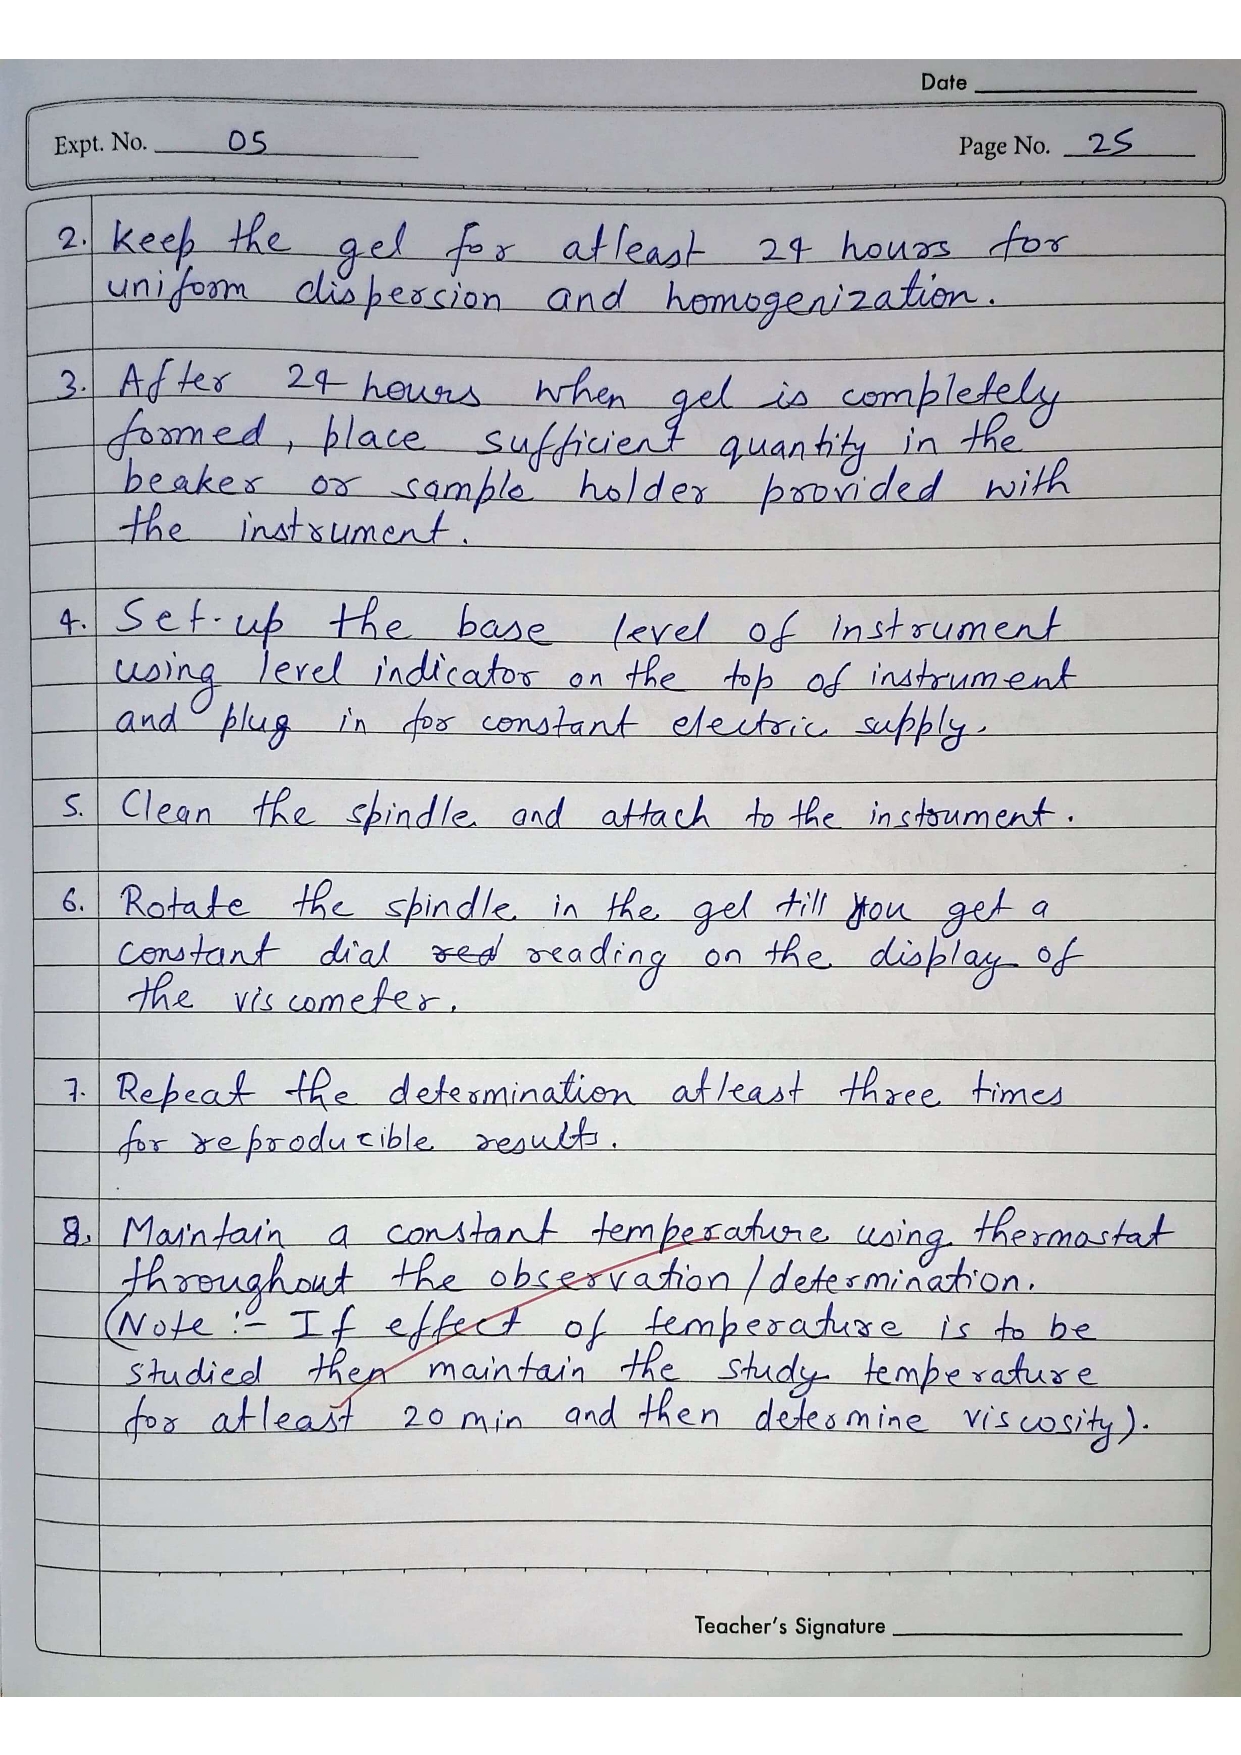 Date
Expt. No. 05
Page No. 25
2. Keep the gel for atleast 24 hours for
uniform dispersion and homogenization.
3. After 24 hours when gel is completely
formed, place sufficient quantity in the
beaker or sample holder provided with
the instrument.
4. Set-up the base level of instrument
using level indicator on the top of instrument
and plug in for constant electric supply.
5. Clean the spindle and attach to the instrument.
6. Rotate the spindle in the gel till you get a
constant dial red reading on the display of
the viscometer.
7. Repeat the determination atleast three times
for reproducible results.
8. Maintain a constant temperature using thermostat
throughout the observation/determination.
(Note :- If effect of temperature is to be
studied then maintain the study temperature
for atleast 20 min and then determine viscosity).
Teacher's Signature